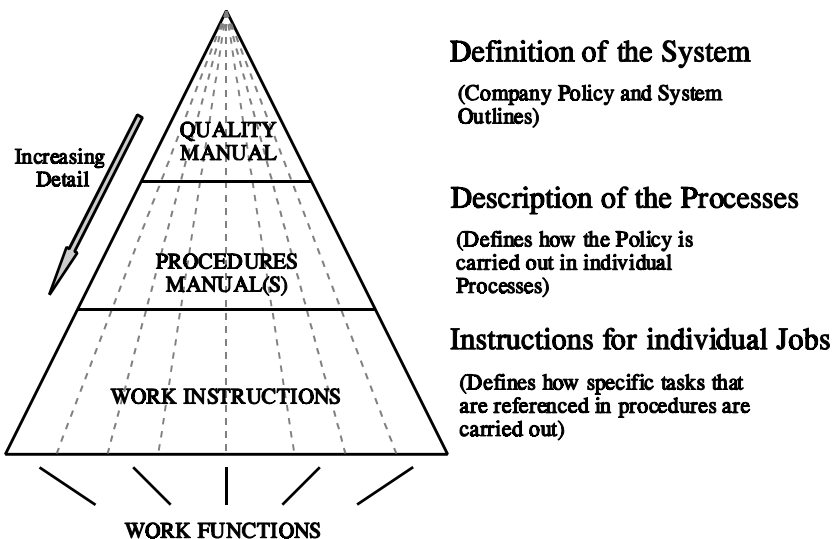 Definition of the System
(Company Policy and System
Outlines)
QUALITY
MANUAL
Increasing
Detail
Description of the Processes
(Defines how the Policy is
carried out in individual
Processes)
PROCEDURES
MANUAL(S)
Instructions for individual Jobs
(Defines how specific tasks that
are referenced in procedures are
carried out)
WORK INSTRUCTIONS
WORK FUNCTIONS